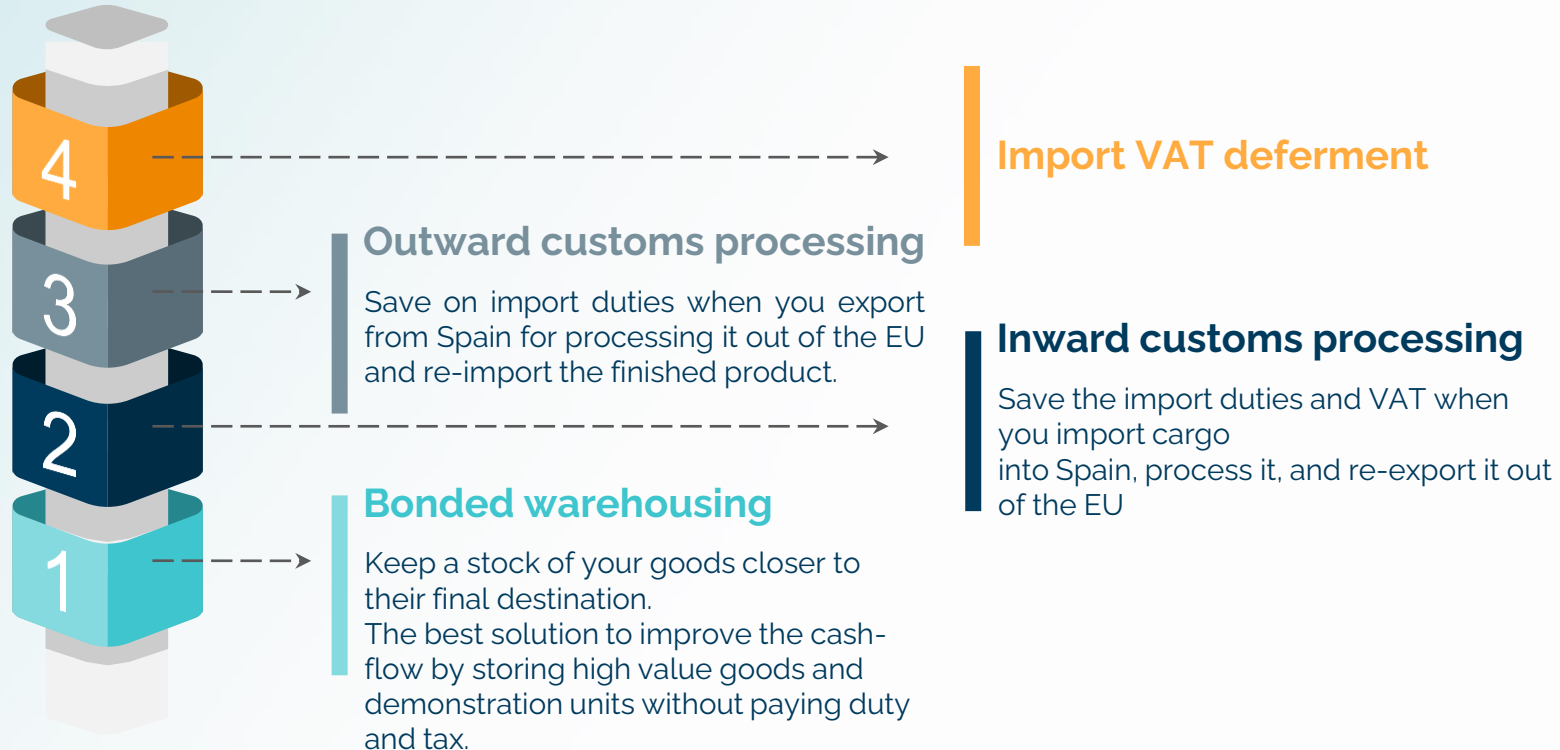 4
Import VAT deferment
3
Outward customs processing
Save on import duties when you export
from Spain for processing it out of the EU
and re-import the finished product.
2
Inward customs processing
Save the import duties and VAT when
you import cargo
into Spain, process it, and re-export it out
of the EU
1
Bonded warehousing
Keep a stock of your goods closer to
their final destination.
The best solution to improve the cash-
flow by storing high value goods and
demonstration units without paying duty
and tax.